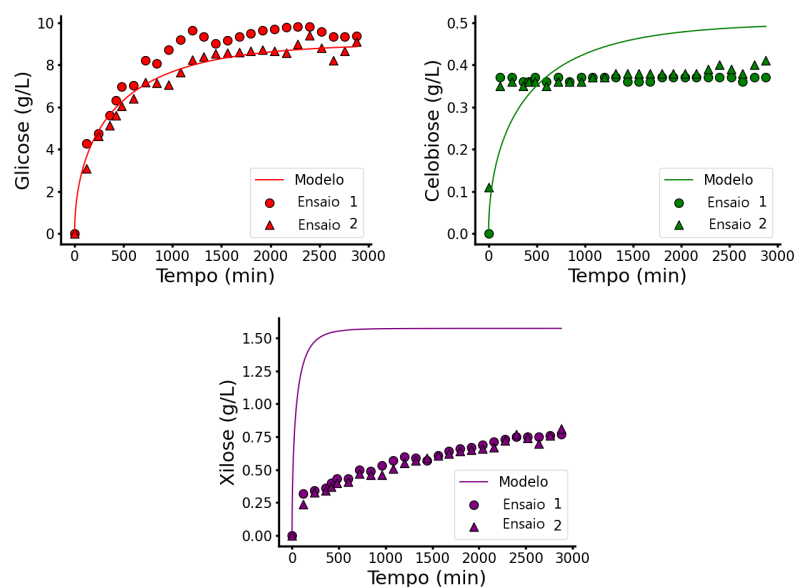 10
8
6
4
2
0
Glicose (g/L)
Modelo
Ensaio 1
Ensaio 2
0 500 1000 1500 2000 2500 3000
Tempo (min)
0.5
0.4
0.3
0.2
0.1
0.0
Celobiose (g/L)
Modelo
Ensaio 1
Ensaio 2
0 500 1000 1500 2000 2500 3000
Tempo (min)
1.50
1.25
1.00
0.75
0.50
0.25
0.00
Xilose (g/L)
Modelo
Ensaio 1
Ensaio 2
0 500 1000 1500 2000 2500 3000
Tempo (min)